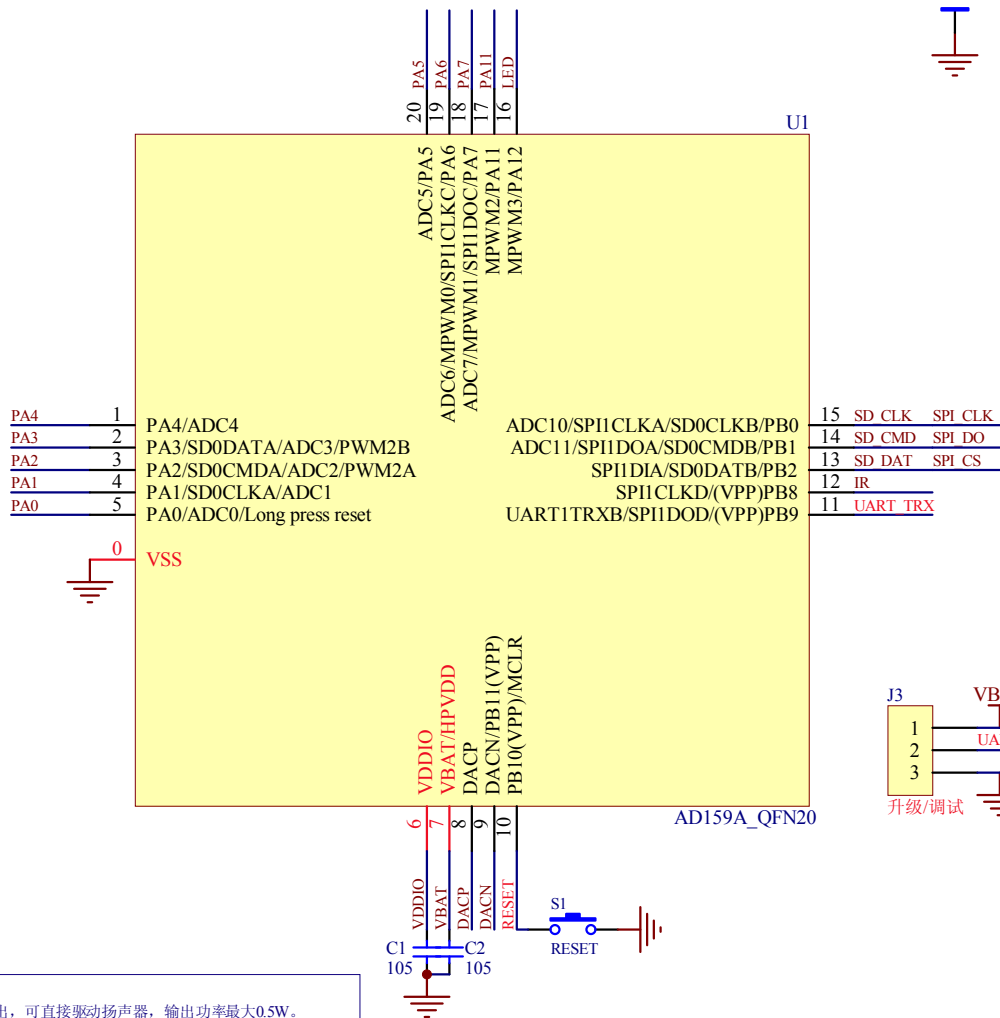 PA5
PA6
PA7
PA11
LED
20
19
18
17
16
U1
ADC5/PA5
ADC6/MPWM0/SPI1CLKC/PA6
ADC7/MPWM1/SPI1DOC/PA7
MPWM2/PA11
MPWM3/PA12
PA4 1 PA4/ADC4
PA3 2 PA3/SD0DATA/ADC3/PWM2B
PA2 3 PA2/SD0CMDA/ADC2/PWM2A
PA1 4 PA1/SD0CLKA/ADC1
PA0 5 PA0/ADC0/Long press reset
0 VSS
ADC10/SPI1CLKA/SD0CLKB/PB0 15 SD_CLK SPI_CLK
ADC11/SPI1DOA/SD0CMDB/PB1 14 SD_CMD SPI_DO
SPI1DIA/SD0DATB/PB2 13 SD_DAT SPI_CS
SPI1CLKD/(VPP)PB8 12 IR
UART1TRXB/SPI1DOD/(VPP)PB9 11 UART_TRX
VDDIO
VBAT/HPVDD
DACP
DACN/PB11(VPP)
PB10(VPP)/MCLR
6
7
8
9
10
AD159A_QFN20
J3
VB
1
2
3
UA
升级/调试
VDDIO
VBAT
DACP
DACN
RESET
S1
RESET
C1
105
C2
105
出，可直接驱动扬声器，输出功率最大0.5W。